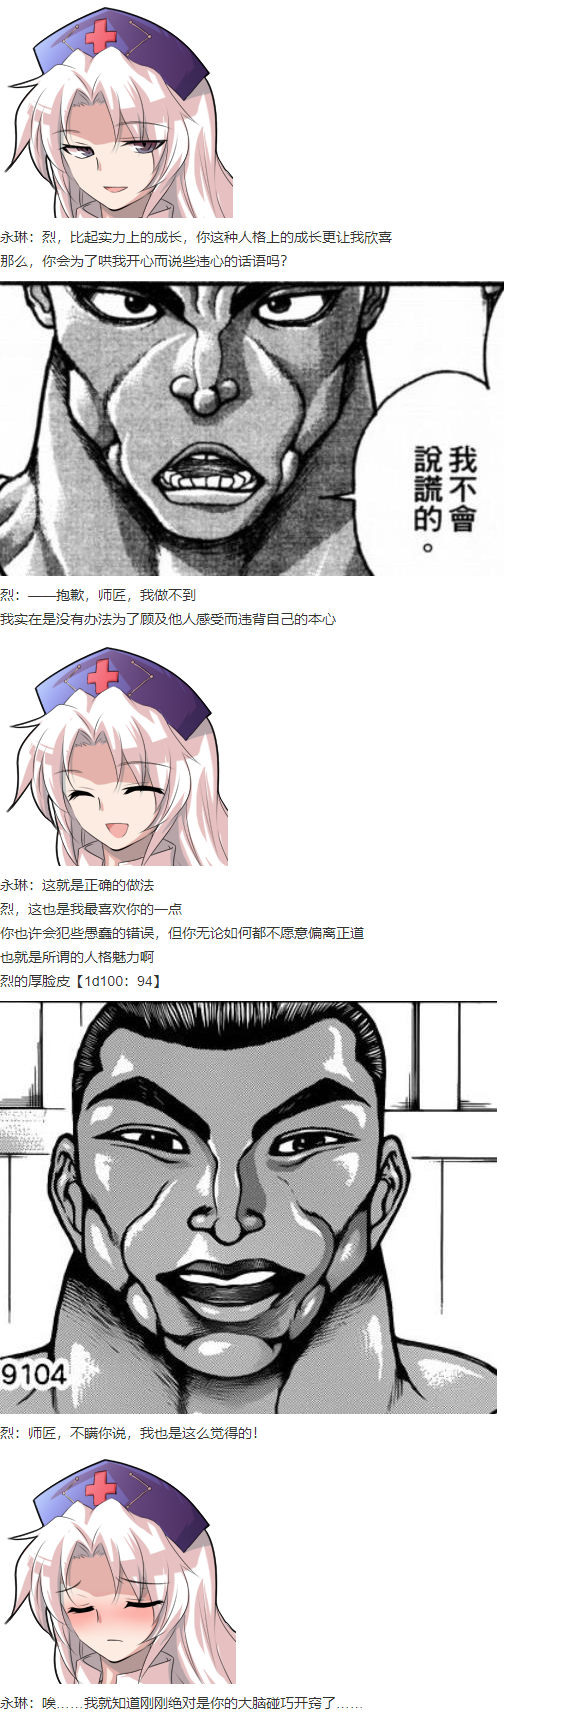 永琳：烈，比起实力上的成长，你这种人格上的成长更让我欣喜
那么，你会为了哄我开心而说些违心的话语吗？
我不會
說謊的。
烈：——抱歉，师匠，我做不到
我实在是没有办法为了顾及他人感受而违背自己的本心
永琳：这就是正确的做法
烈，这也是我最喜欢你的一点
你也许会犯些愚蠢的错误，但你无论如何都不愿意偏离正道
也就是所谓的人格魅力啊
烈的厚脸皮【1d100：94】
9104
烈：师匠，不瞒你说，我也是这么觉得的！
永琳：唉……我就知道刚刚绝对是你的大脑碰巧开窍了……